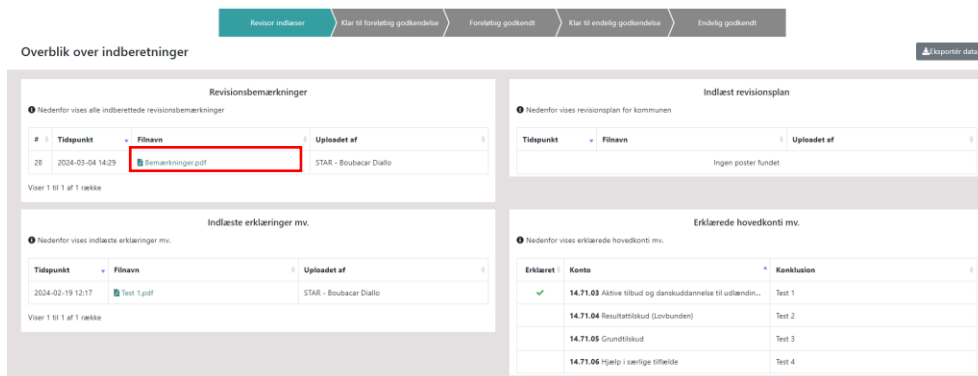 Revisor indlæser
Klar til foreløbig godkendelse
Foreløbig godkendt
Klar til endelig godkendelse
Endelig godkendt
Overblik over indberetninger
Eksportér data
Revisionsbemærkninger
Nedenfor vises alle indberettede revisionsbemærkninger
# Tidspunkt Filnavn Uploadet af
28 2024-03-04 14:29 Bemærkninger.pdf STAR - Boubacar Diallo
Viser 1 til 1 af 1 række
Indlæst revisionsplan
Nedenfor vises revisionsplan for kommunen
Tidspunkt Filnavn Uploadet af
Ingen poster fundet
Indlæste erklæringer mv.
Nedenfor vises indlæste erklæringer mv.
Tidspunkt Filnavn Uploadet af
2024-02-19 12:17 Test 1.pdf STAR - Boubacar Diallo
Viser 1 til 1 af 1 række
Erklærede hovedkonti mv.
Nedenfor vises erklærede hovedkonti mv.
Erklæret Konto Konklusion
14.71.03 Aktive tilbud og danskuddannelse til udlændin... Test 1
14.71.04 Resultattilskud (Lovbunden) Test 2
14.71.05 Grundtilskud Test 3
14.71.06 Hjælp i særlige tilfælde Test 4